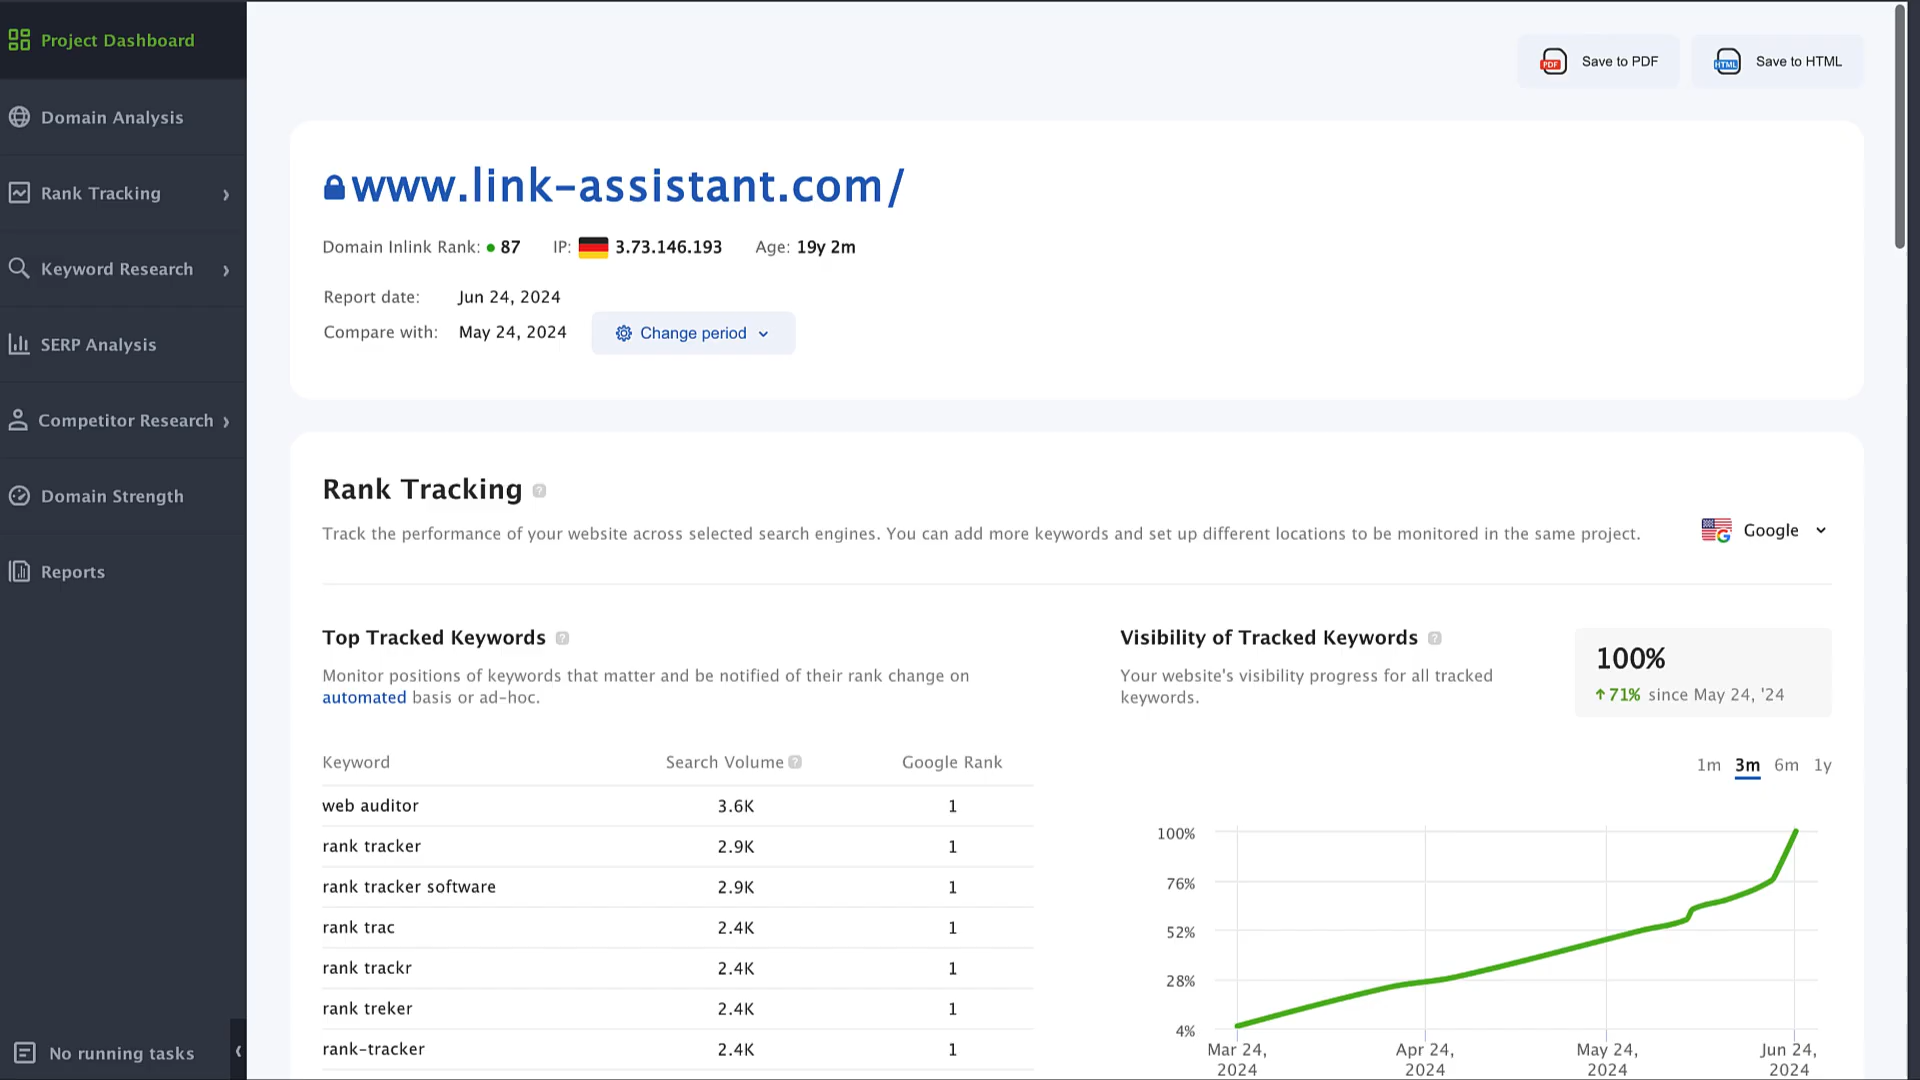 Project Dashboard
Domain Analysis
Rank Tracking
Keyword Research
SERP Analysis
Competitor Research
Domain Strength
Reports
No running tasks
PDF Save to PDF
HTML Save to HTML
www.link-assistant.com/
Domain Inlink Rank: 87 IP: 3.73.146.193 Age: 19y 2m
Report date: Jun 24, 2024
Compare with: May 24, 2024 Change period
Rank Tracking ?
Track the performance of your website across selected search engines. You can add more keywords and set up different locations to be monitored in the same project.
Google
Top Tracked Keywords ?
Monitor positions of keywords that matter and be notified of their rank change on
automated basis or ad-hoc.
Keyword Search Volume ? Google Rank
web auditor 3.6K 1
rank tracker 2.9K 1
rank tracker software 2.9K 1
rank trac 2.4K 1
rank trackr 2.4K 1
rank treker 2.4K 1
rank-tracker 2.4K 1
Visibility of Tracked Keywords ?
Your website's visibility progress for all tracked
keywords.
100%
↑71% since May 24, '24
1m 3m 6m 1y
100%
76%
52%
28%
4%
Mar 24, Apr 24, May 24, Jun 24,
2024 2024 2024 2024